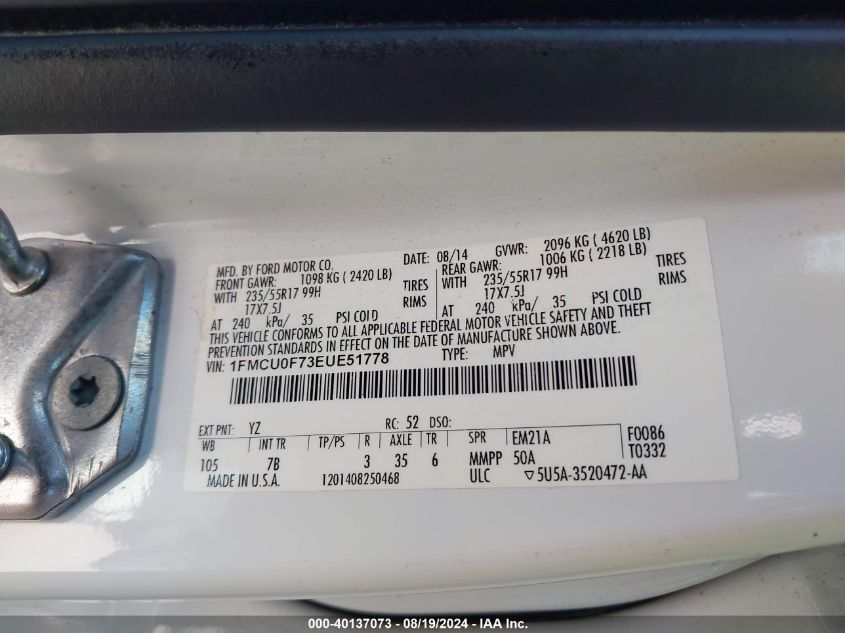 MFD. BY FORD MOTOR CO. DATE: 08/14 GVWR: 2096 KG ( 4620 LB)
FRONT GAWR: 1098 KG ( 2420 LB) REAR GAWR: 1006 KG ( 2218 LB)
WITH 235/55R17 99H TIRES WITH 235/55R17 99H TIRES
17X7.5J RIMS 17X7.5J RIMS
AT 240 kPa/ 35 PSI COLD AT 240 kPa/ 35 PSI COLD
THIS VEHICLE CONFORMS TO ALL APPLICABLE FEDERAL MOTOR VEHICLE SAFETY AND THEFT
PREVENTION STANDARDS IN EFFECT ON THE DATE OF MANUFACTURE SHOWN ABOVE.
VIN: 1FMCU0F73EUE51778 TYPE: MPV
EXT PNT: YZ RC: 52 DSO:
WB INT TR TP/PS R AXLE TR SPR EM21A F0086
105 7B 3 35 6 MMPP 50A T0332
MADE IN U.S.A. 1201408250468 ULC ▽5U5A-3520472-AA
000-40137073 - 08/19/2024 - IAA Inc.